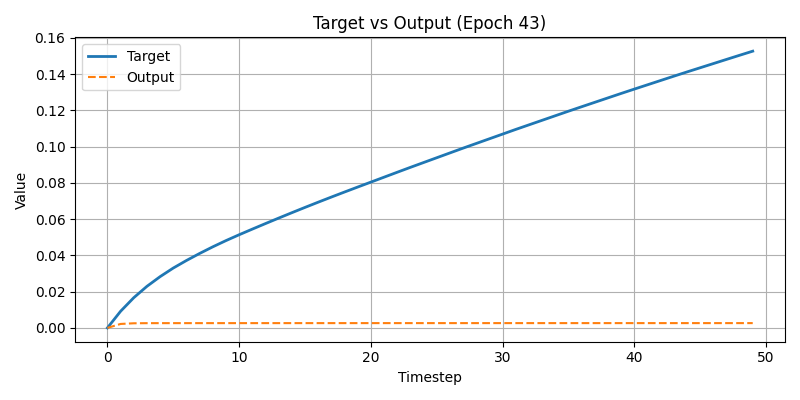 Target vs Output (Epoch 43)
Target
Output
Value
0.16
0.14
0.12
0.10
0.08
0.06
0.04
0.02
0.00
0 10 20 30 40 50
Timestep